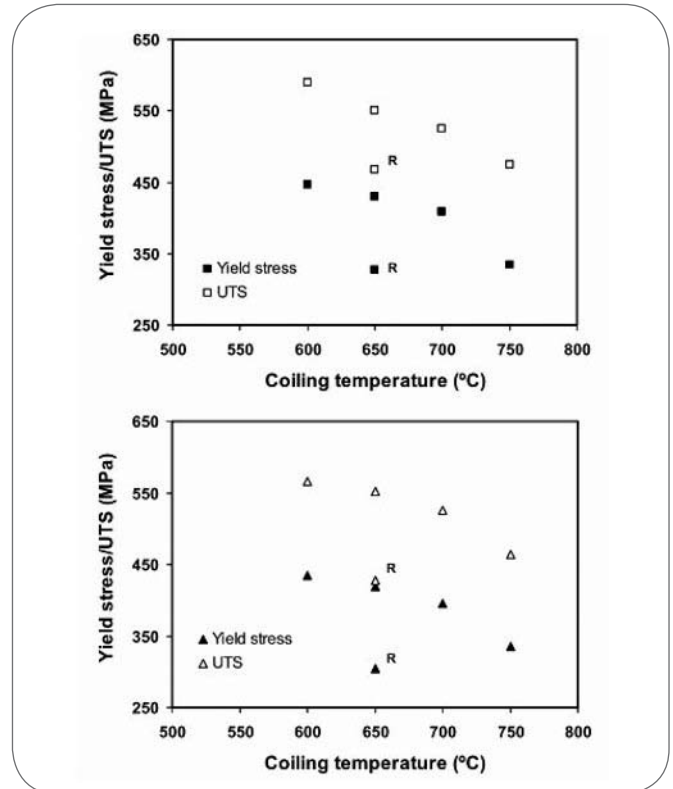 650
550
R
450
Yield stress/UTS (MPa)
350
R
Yield stress
UTS
250
500 550 600 650 700 750 800
Coiling temperature (ºC)
650
550
R
450
Yield stress/UTS (MPa)
350
R
Yield stress
UTS
250
500 550 600 650 700 750 800
Coiling temperature (ºC)